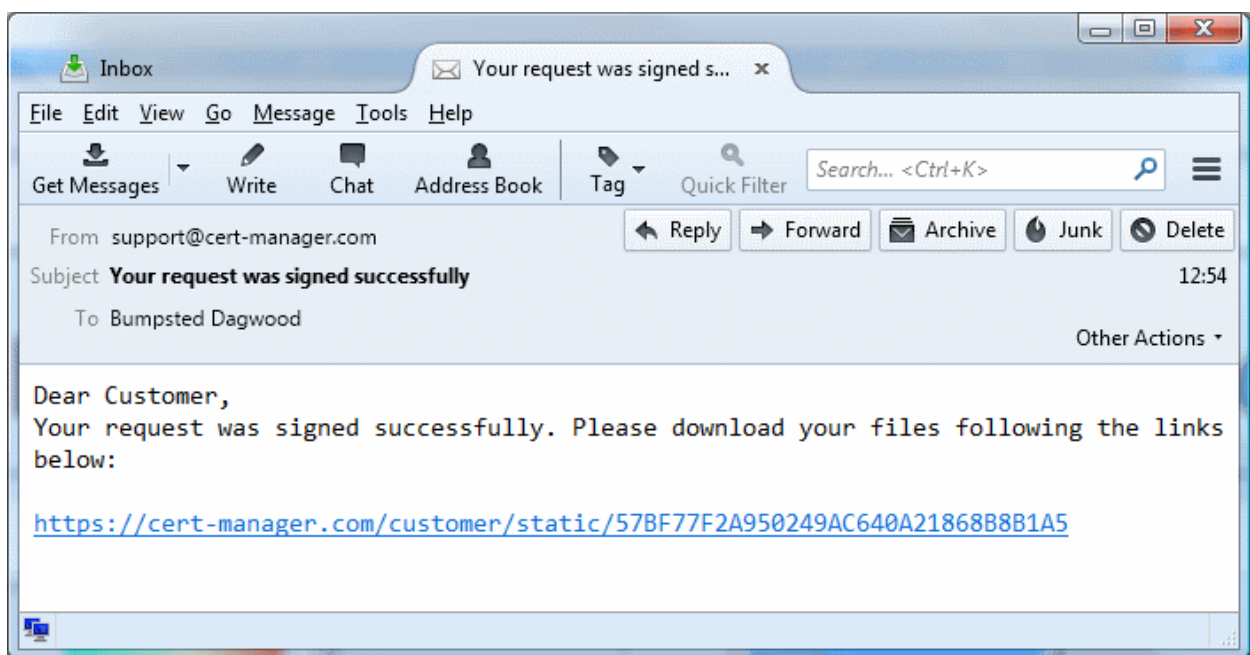 Inbox
Your request was signed s...
File Edit View Go Message Tools Help
Get Messages Write Chat Address Book Tag Quick Filter Search... <Ctrl+K>
From support@cert-manager.com Reply Forward Archive Junk Delete
Subject Your request was signed successfully 12:54
To Bumpsted Dagwood
Other Actions
Dear Customer,
Your request was signed successfully. Please download your files following the links
below:
https://cert-manager.com/customer/static/57BF77F2A950249AC640A21868B8B1A5